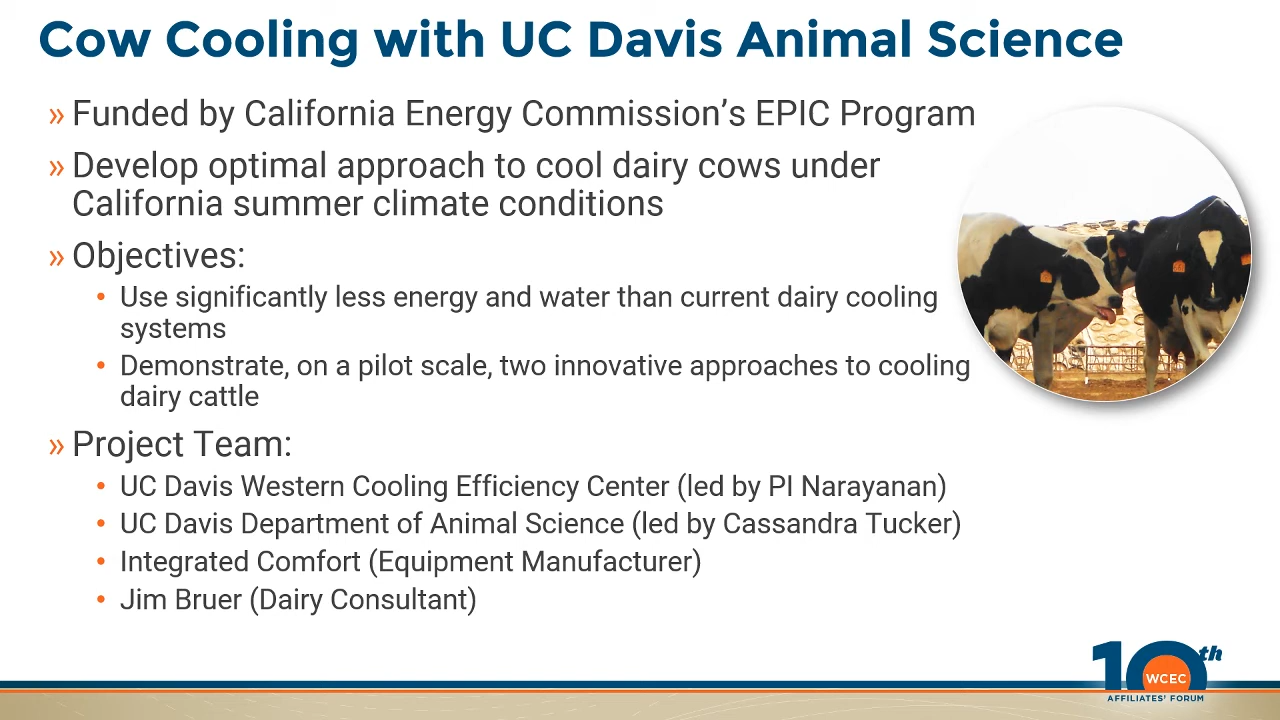 Cow Cooling with UC Davis Animal Science
» Funded by California Energy Commission’s EPIC Program
» Develop optimal approach to cool dairy cows under
California summer climate conditions
» Objectives:
• Use significantly less energy and water than current dairy cooling
systems
• Demonstrate, on a pilot scale, two innovative approaches to cooling
dairy cattle
» Project Team:
• UC Davis Western Cooling Efficiency Center (led by PI Narayanan)
• UC Davis Department of Animal Science (led by Cassandra Tucker)
• Integrated Comfort (Equipment Manufacturer)
• Jim Bruer (Dairy Consultant)
10th
WCEC
AFFILIATES’ FORUM